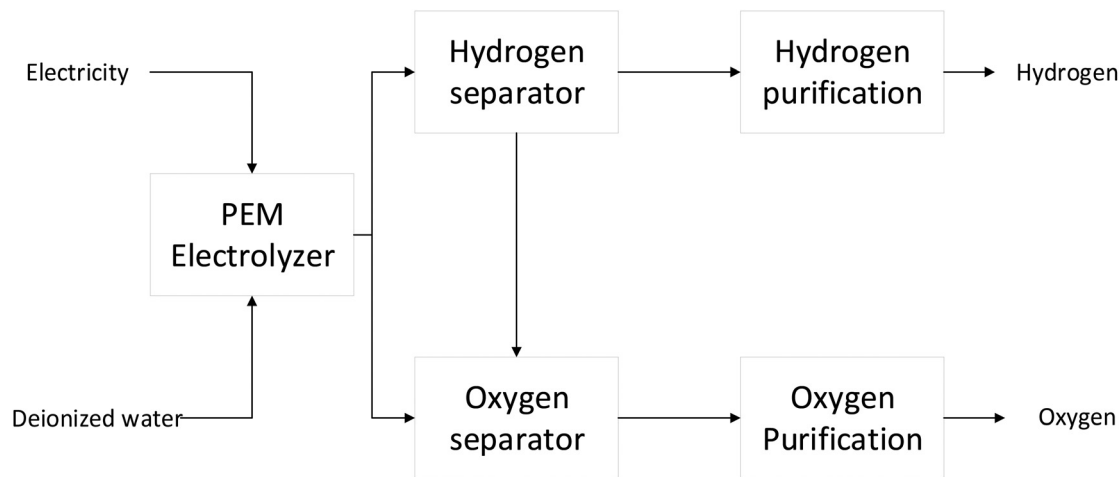 Electricity
Deionized water
PEM
Electrolyzer
Hydrogen
separator
Hydrogen
purification
Hydrogen
Oxygen
separator
Oxygen
Purification
Oxygen